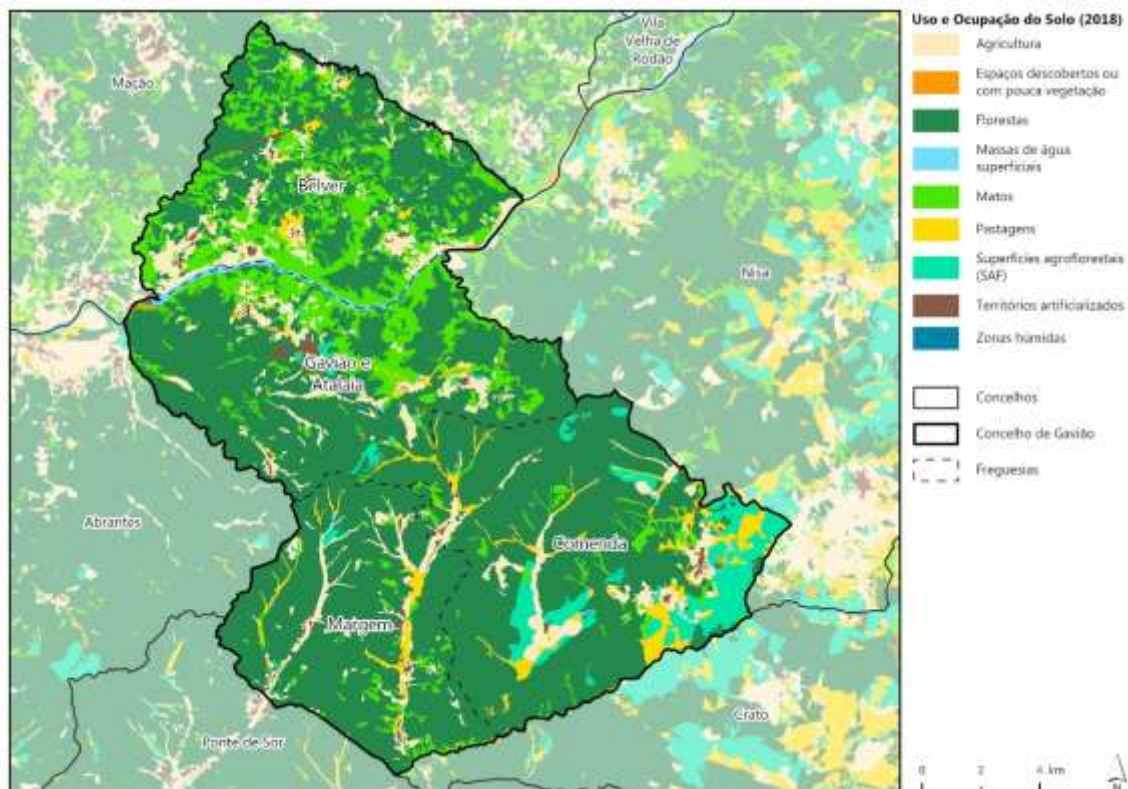 Vila
Velha de
Rodão
Mação
Belver
Nisa
Gavião e
Atalaia
Abrantes
Comenda
Margem
Crato
Ponte de Sor
Uso e Ocupação do Solo (2018)
Agricultura
Espaços descobertos ou
com pouca vegetação
Florestas
Massas de água
superficiais
Matos
Pastagens
Superfícies agroflorestais
(SAF)
Territórios artificializados
Zonas húmidas
Concelhos
Concelho de Gavião
Freguesias
0 2 4 km
N